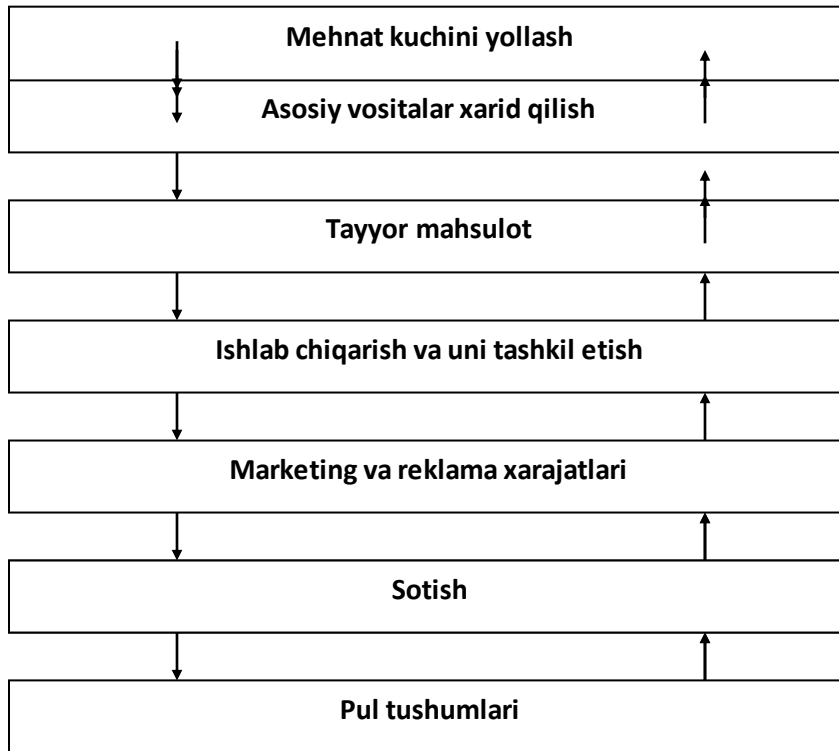 Mehnat kuchini yollash
Asosiy vositalar xarid qilish
Tayyor mahsulot
Ishlab chiqarish va uni tashkil etish
Marketing va reklama xarajatlari
Sotish
Pul tushumlari